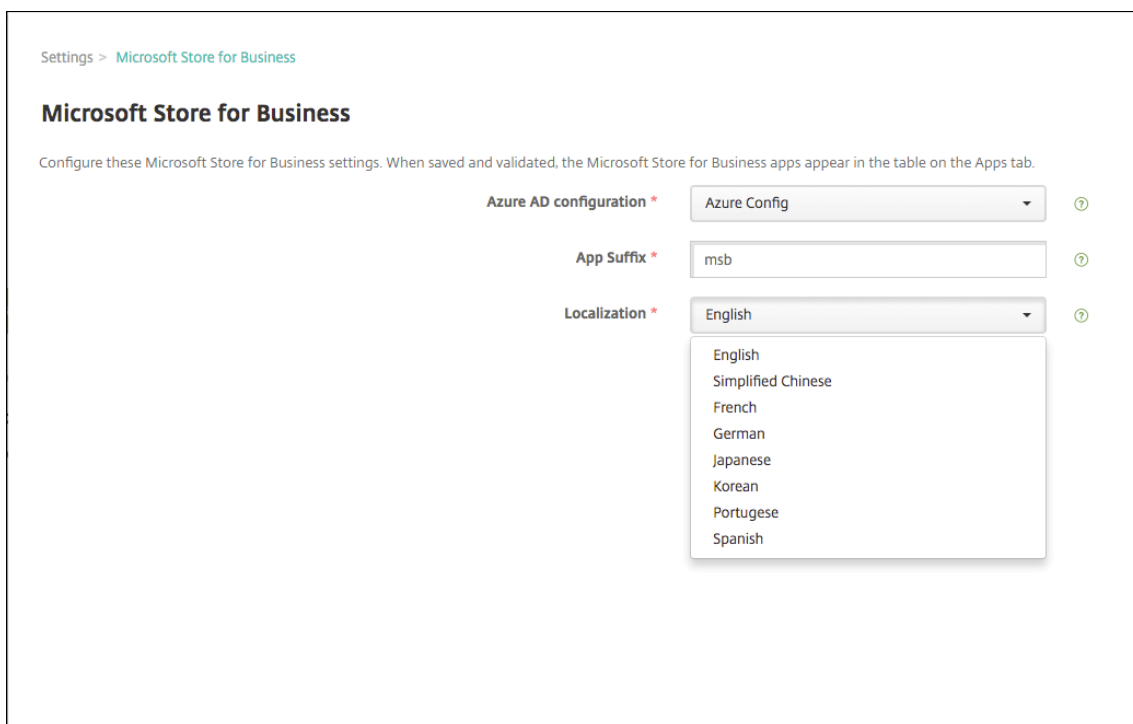 Settings > Microsoft Store for Business
Microsoft Store for Business
Configure these Microsoft Store for Business settings. When saved and validated, the Microsoft Store for Business apps appear in the table on the Apps tab.
Azure AD configuration * Azure Config ?
App Suffix * msb ?
Localization * English ?
English
Simplified Chinese
French
German
Japanese
Korean
Portugese
Spanish